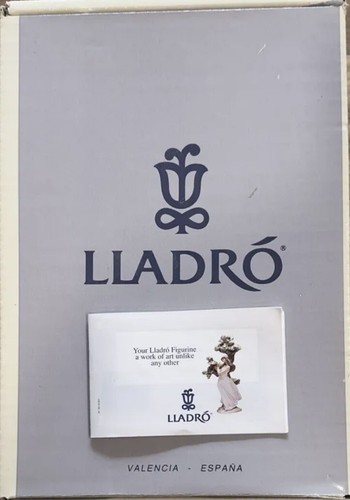 LLADRÓ®
Your Lladró Figurine
a work of art unlike
any other
LLADRÓ®
VALENCIA - ESPAÑA